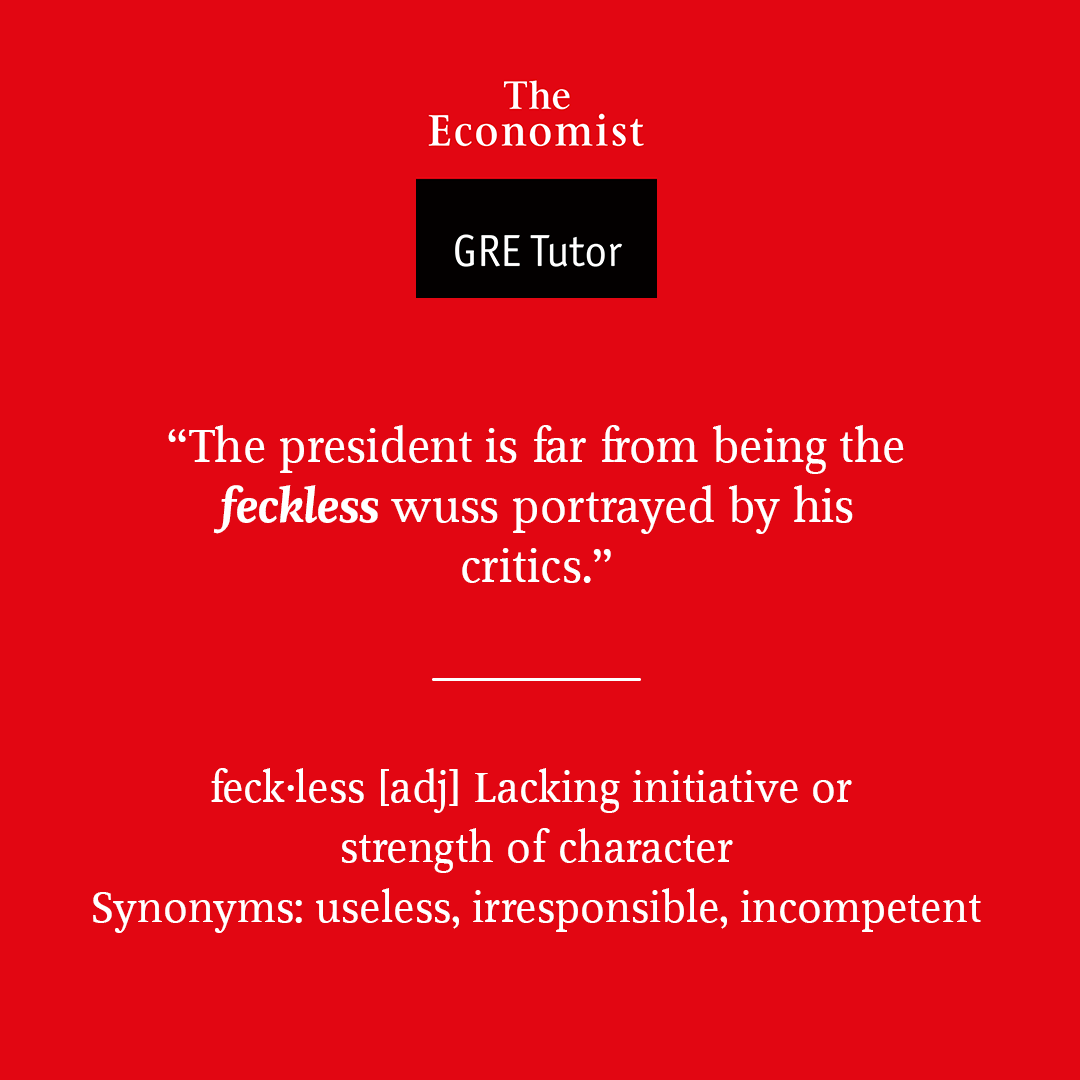 The
Economist
GRE Tutor
“The president is far from being the
feckless wuss portrayed by his
critics.”
feck·less [adj] Lacking initiative or
strength of character
Synonyms: useless, irresponsible, incompetent